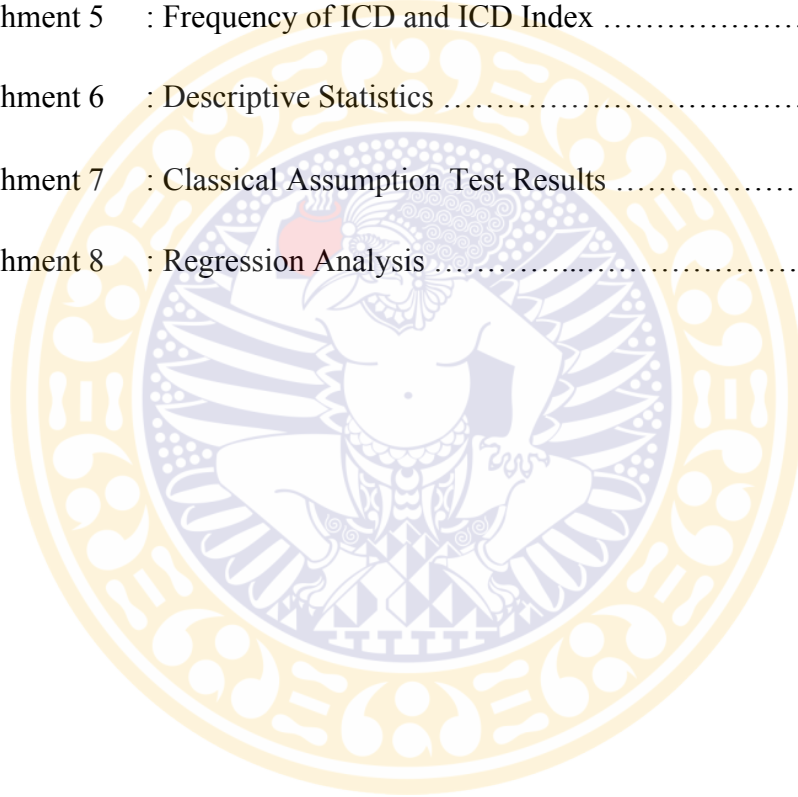 hment 5 : Frequency of ICD and ICD Index ………………….
hment 6 : Descriptive Statistics ………………………………….
hment 7 : Classical Assumption Test Results ………………
hment 8 : Regression Analysis …………...…………………….